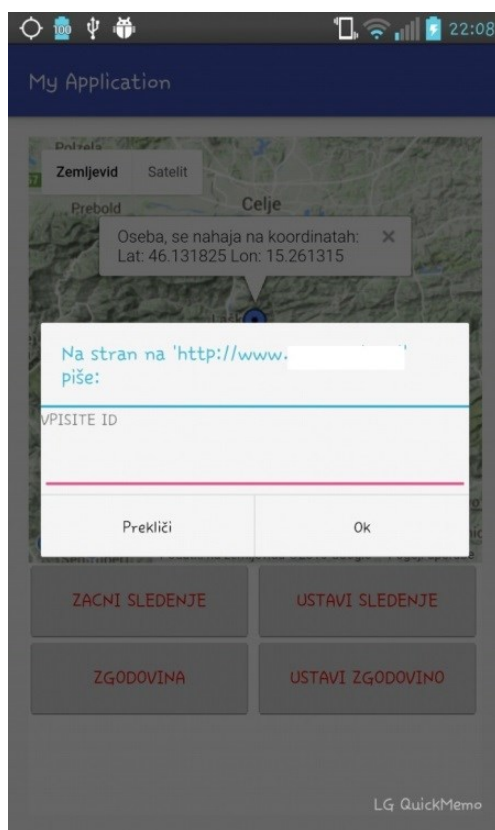 100
22:08
My Application
Polzela
Zemljevid Satelit
Prebold
Celje
Oseba, se nahaja na koordinatah: ×
Lat: 46.131825 Lon: 15.261315
Laško
Na stran na 'http://www. '
piše:
VPISITE ID
Prekliči Ok
ZACNI SLEDENJE USTAVI SLEDENJE
ZGODOVINA USTAVI ZGODOVINO
LG QuickMemo